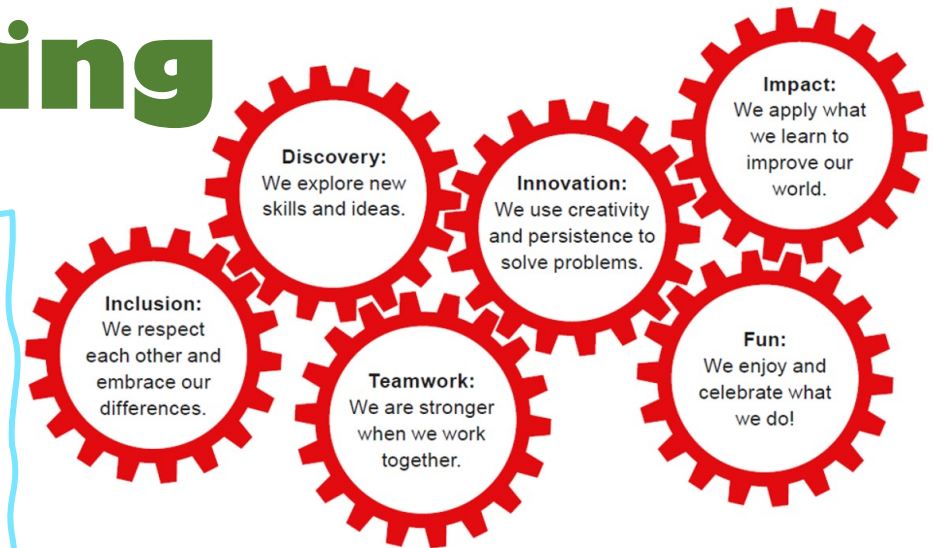 ing
Discovery:
We explore new
skills and ideas.
Innovation:
We use creativity
and persistence to
solve problems.
Impact:
We apply what
we learn to
improve our
world.
Inclusion:
We respect
each other and
embrace our
differences.
Teamwork:
We are stronger
when we work
together.
Fun:
We enjoy and
celebrate what
we do!